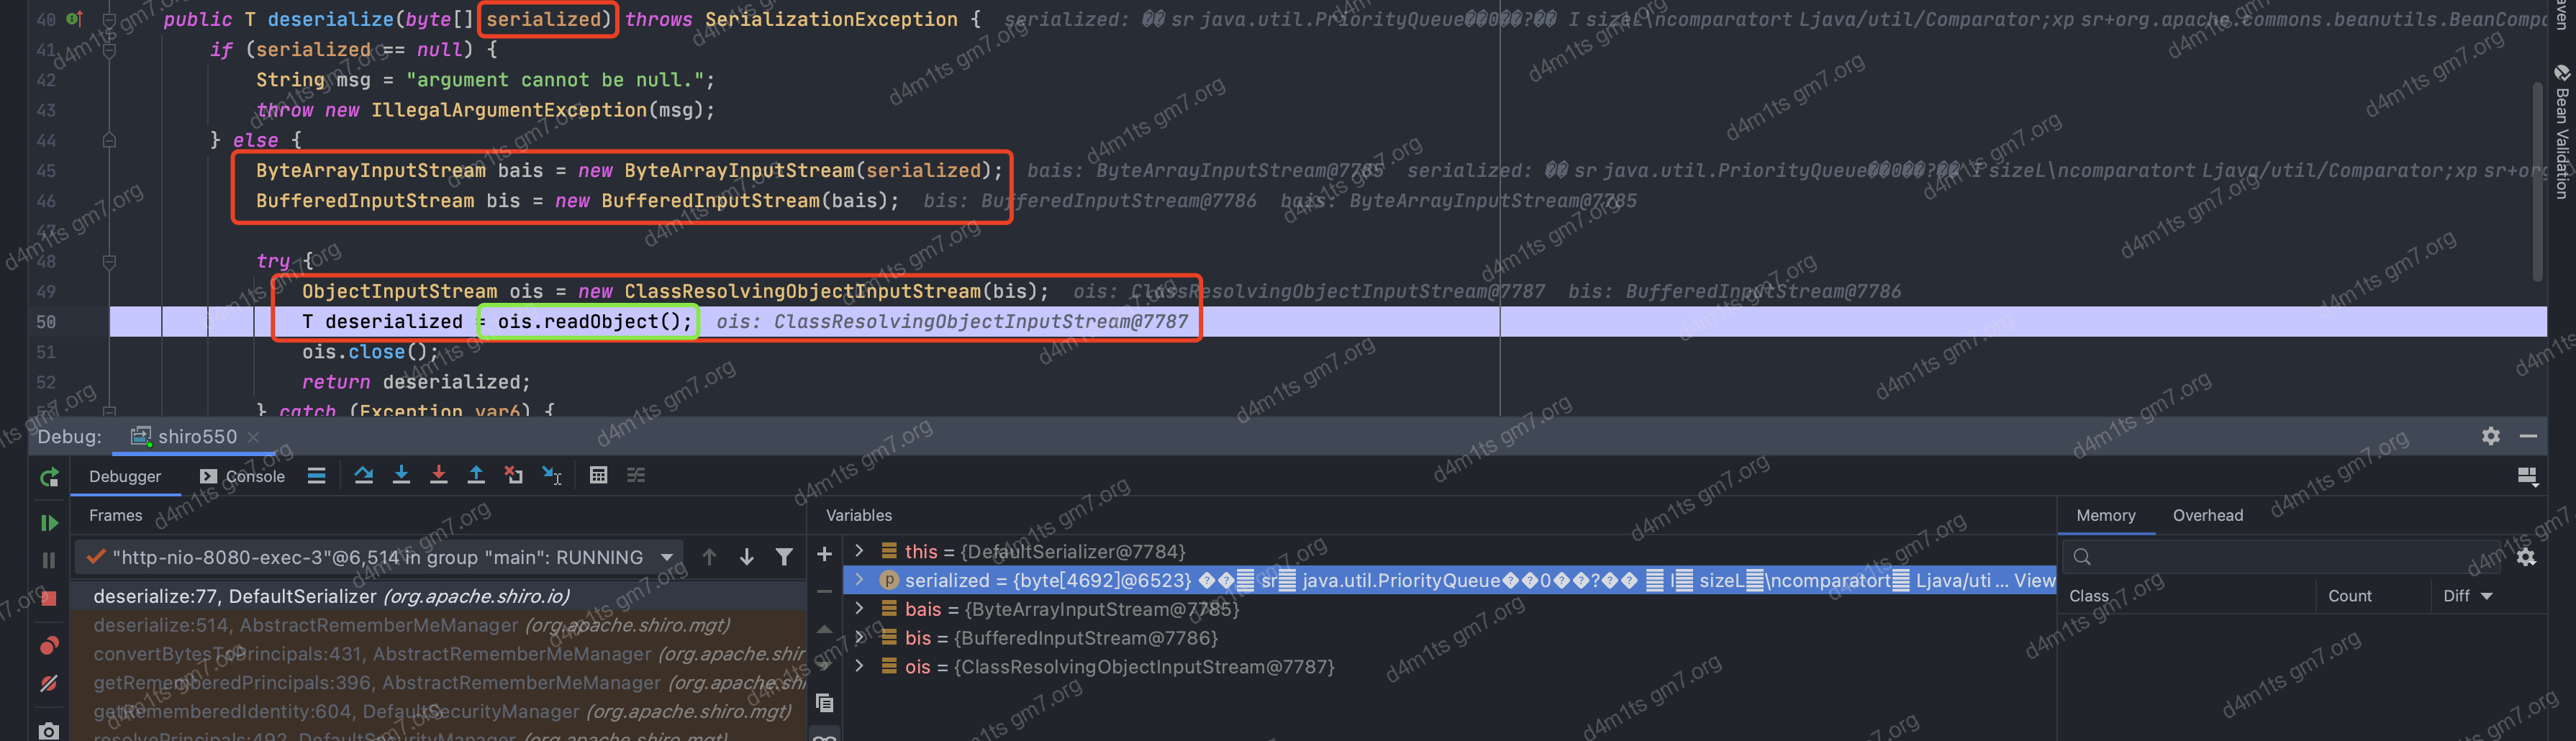 40 public T deserialize(byte[] serialized) throws SerializationException { serialized: ��sr java.util.PriorityQueue��0��?�� I sizeL\ncomparatort Ljava/util/Comparator;xp sr+org.apache.commons.beanutils.BeanCompa
41 if (serialized == null) {
42 String msg = "argument cannot be null.";
43 throw new IllegalArgumentException(msg);
44 } else {
45 ByteArrayInputStream bais = new ByteArrayInputStream(serialized); bais: ByteArrayInputStream@7785 serialized: ��sr java.util.PriorityQueue��0��?�� I sizeL\ncomparatort Ljava/util/Comparator;xp sr+org
46 BufferedInputStream bis = new BufferedInputStream(bais); bis: BufferedInputStream@7786 bais: ByteArrayInputStream@7785
47
48 try {
49 ObjectInputStream ois = new ClassResolvingObjectInputStream(bis); ois: ClassResolvingObjectInputStream@7787 bis: BufferedInputStream@7786
50 T deserialized = ois.readObject(); ois: ClassResolvingObjectInputStream@7787
51 ois.close();
52 return deserialized;
} catch (Exception var6) {
aven
Bean Validation
Debug: shiro550
Debugger Console
Frames
"http-nio-8080-exec-3"@6,514 in group "main": RUNNING
deserialize:77, DefaultSerializer (org.apache.shiro.io)
deserialize:514, AbstractRememberMeManager (org.apache.shiro.mgt)
convertBytesToPrincipals:431, AbstractRememberMeManager (org.apache.shir
getRememberedPrincipals:396, AbstractRememberMeManager (org.apache.shi
getRememberedIdentity:604, DefaultSecurityManager (org.apache.shiro.mgt)
resolvePrincipals:492, DefaultSecurityManager (org.apache.shiro.mgt)
Variables
this = {DefaultSerializer@7784}
serialized = {byte[4692]@6523} ��sr java.util.PriorityQueue��0��?�� I sizeL\ncomparatort Ljava/uti ... View
bais = {ByteArrayInputStream@7785}
bis = {BufferedInputStream@7786}
ois = {ClassResolvingObjectInputStream@7787}
Memory Overhead
Class Count Diff
d4m1ts gm7.org